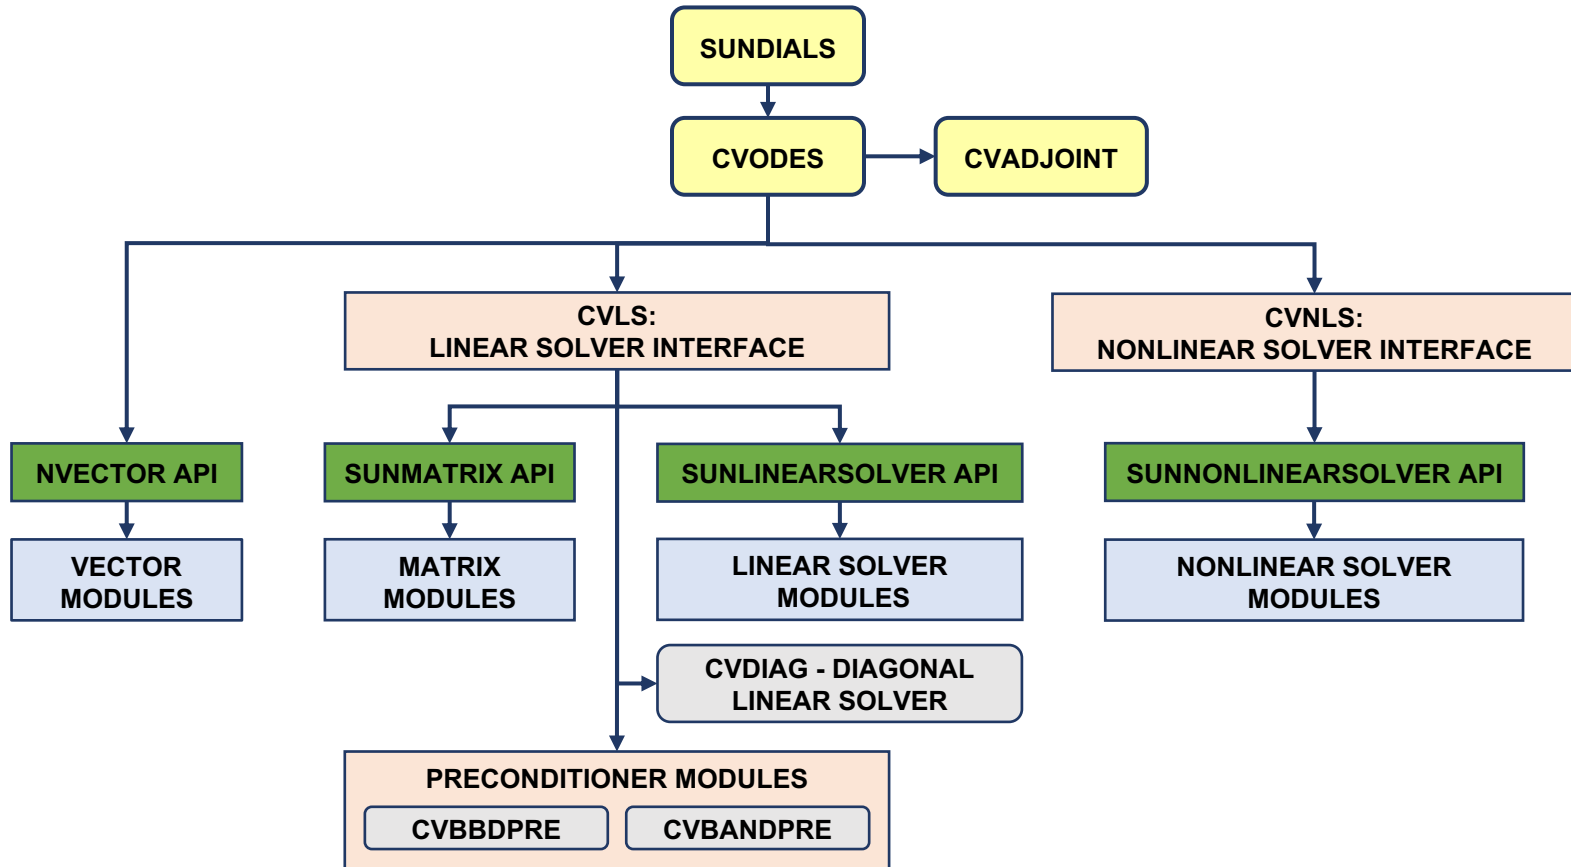 SUNDIALS
CVODES
CVADJOINT
CVLS:
LINEAR SOLVER INTERFACE
CVNLS:
NONLINEAR SOLVER INTERFACE
NVECTOR API
SUNMATRIX API
SUNLINEARSOLVER API
SUNNONLINEARSOLVER API
VECTOR
MODULES
MATRIX
MODULES
LINEAR SOLVER
MODULES
NONLINEAR SOLVER
MODULES
CVDIAG - DIAGONAL
LINEAR SOLVER
PRECONDITIONER MODULES
CVBBDPRE
CVBANDPRE